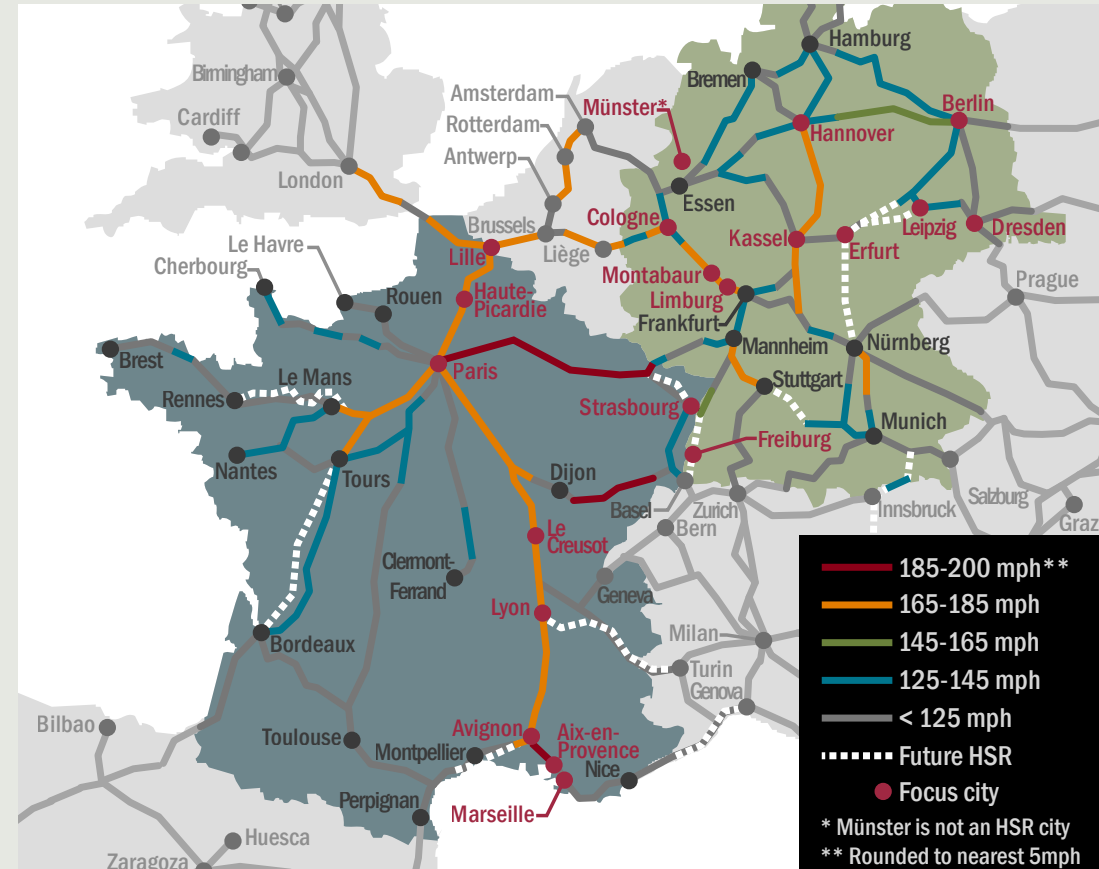 Hamburg
Bremen
Birmingham
Amsterdam
Münster*
Berlin
Cardiff
Rotterdam
Hannover
Antwerp
London
Essen
Cologne
Brussels
Leipzig
Dresden
Le Havre
Kassel
Erfurt
Lille
Liège
Cherbourg
Montabaur
Prague
Rouen
Haute-
Picardie
Limburg
Frankfurt
Brest
Mannheim
Nürnberg
Paris
Le Mans
Stuttgart
Rennes
Strasbourg
Munich
Freiburg
Nantes
Tours
Dijon
Basel
Zurich
Innsbruck
Salzburg
Graz
Bern
Le
Creusot
Clermont-
Ferrand
Geneva
Lyon
Milan
Bordeaux
Turin
Genova
Bilbao
Avignon
Aix-en-
Provence
Toulouse
Montpellier
Nice
Perpignan
Marseille
Huesca
Zaragoza
185-200 mph**
165-185 mph
145-165 mph
125-145 mph
< 125 mph
Future HSR
Focus city
* Münster is not an HSR city
** Rounded to nearest 5mph